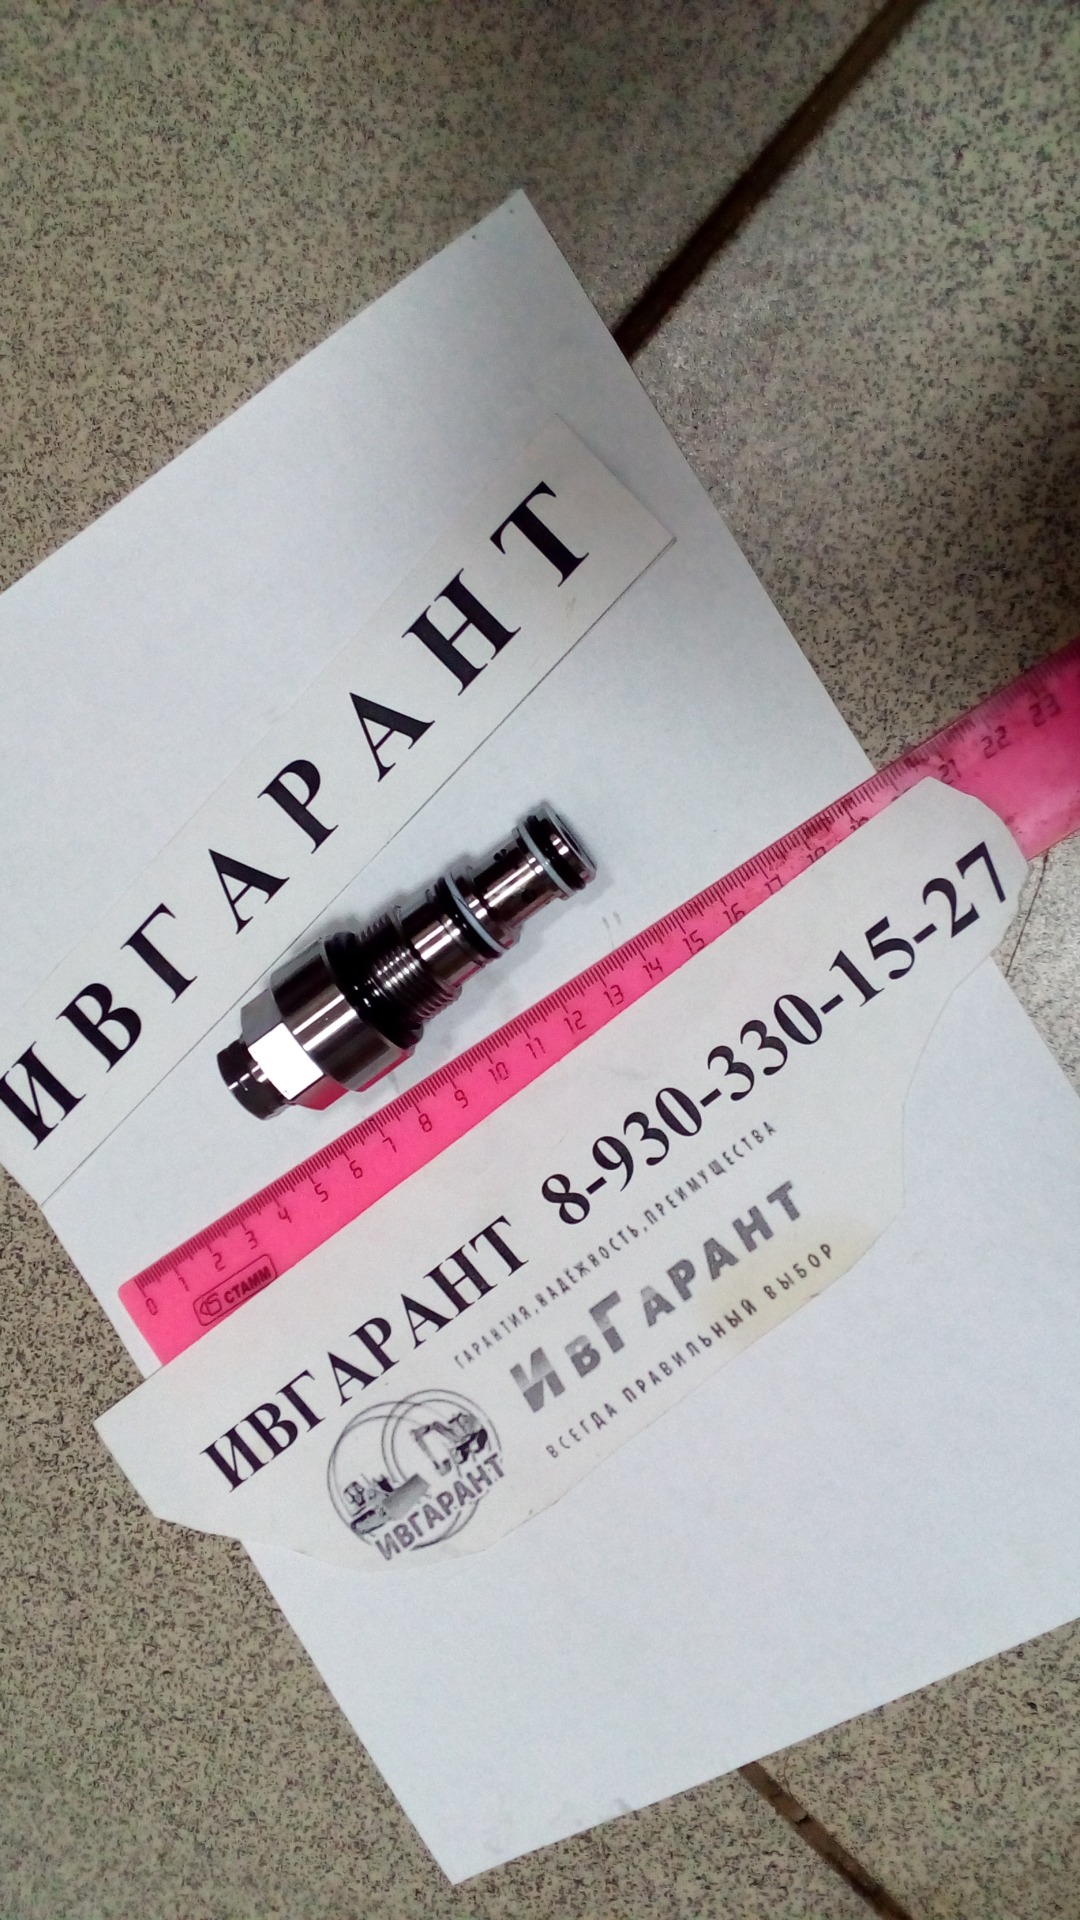 ИВГАРАНТ
0 1 2 3 4 5 6 7 8 9 10 11 12 13 14 15 16 17 18 19 21 22 23
СТАММ
ИВГАРАНТ 8-930-330-15-27
ГАРАНТИЯ, НАДЁЖНОСТЬ, ПРЕИМУЩЕСТВА
ИВГАРАНТ
ВСЕГДА ПРАВИЛЬНЫЙ ВЫБОР
ИВГАРАНТ